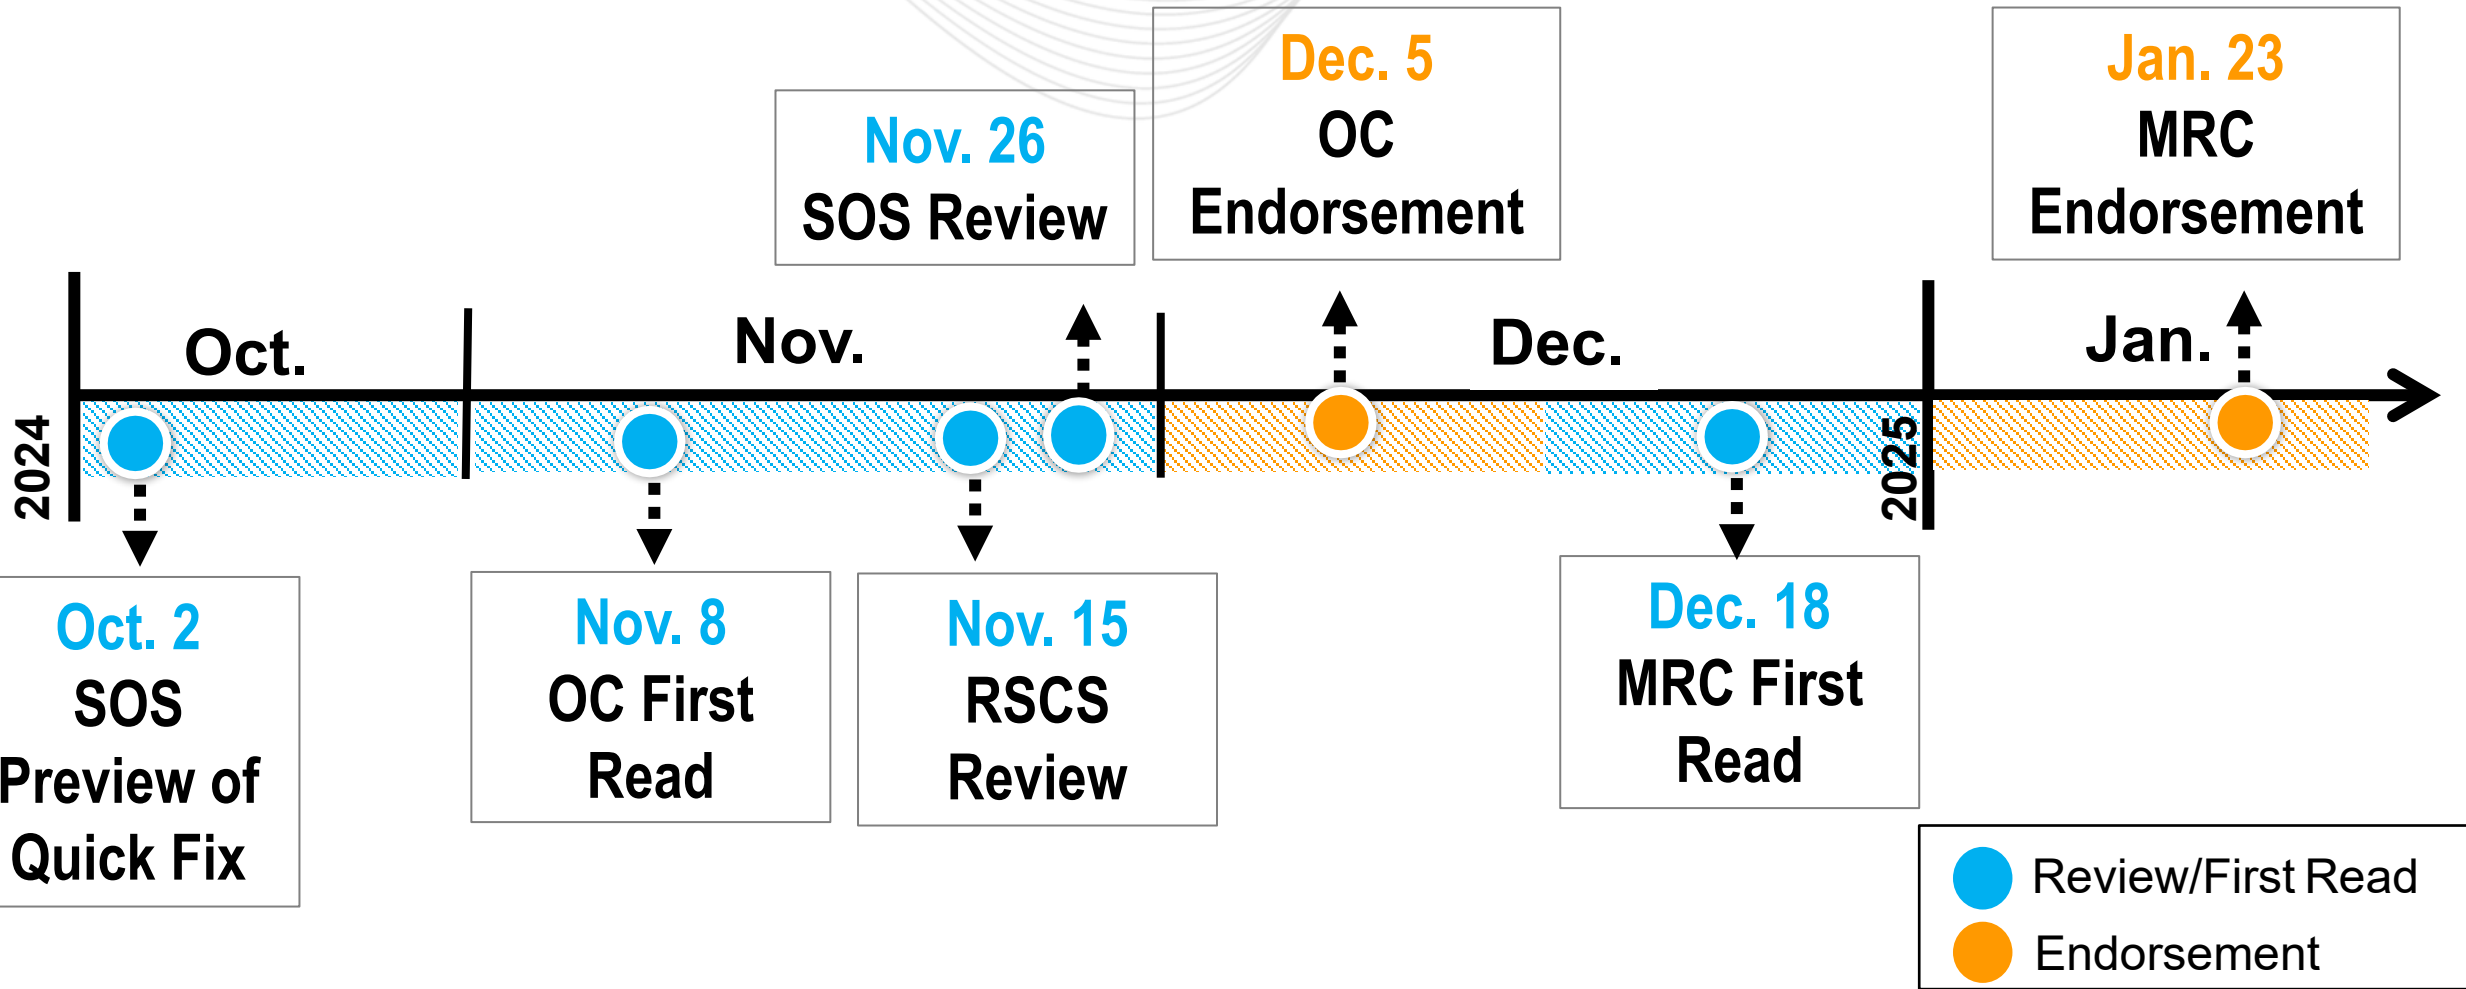 Dec. 5
OC
Endorsement
Jan. 23
MRC
Endorsement
Nov. 26
SOS Review
Oct.
Nov.
Dec.
Jan.
2024
2025
Oct. 2
SOS
Preview of
Quick Fix
Nov. 8
OC First
Read
Nov. 15
RSCS
Review
Dec. 18
MRC First
Read
Review/First Read
Endorsement